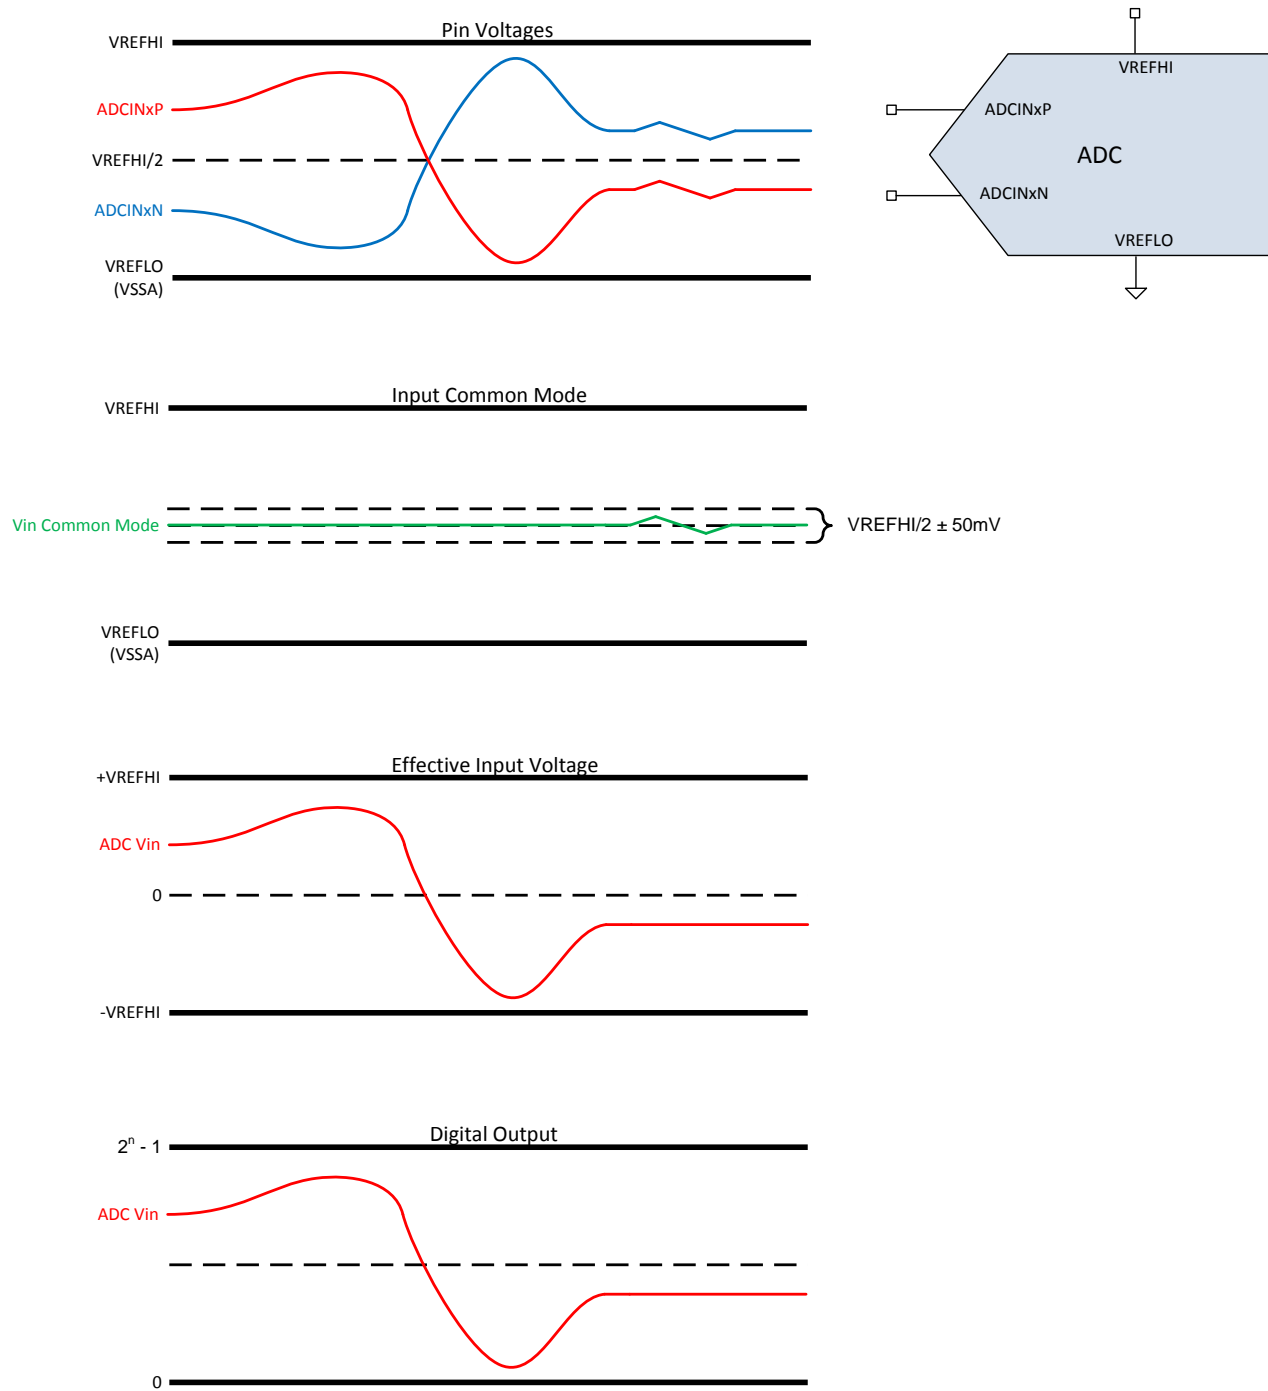 Pin Voltages
VREFHI
ADCINxP
VREFHI/2
ADCINxN
VREFLO
(VSSA)
VREFHI
ADCINxP
ADC
ADCINxN
VREFLO
Input Common Mode
VREFHI
Vin Common Mode
VREFHI/2 ± 50mV
VREFLO
(VSSA)
Effective Input Voltage
+VREFHI
ADC Vin
0
-VREFHI
Digital Output
2ⁿ - 1
ADC Vin
0